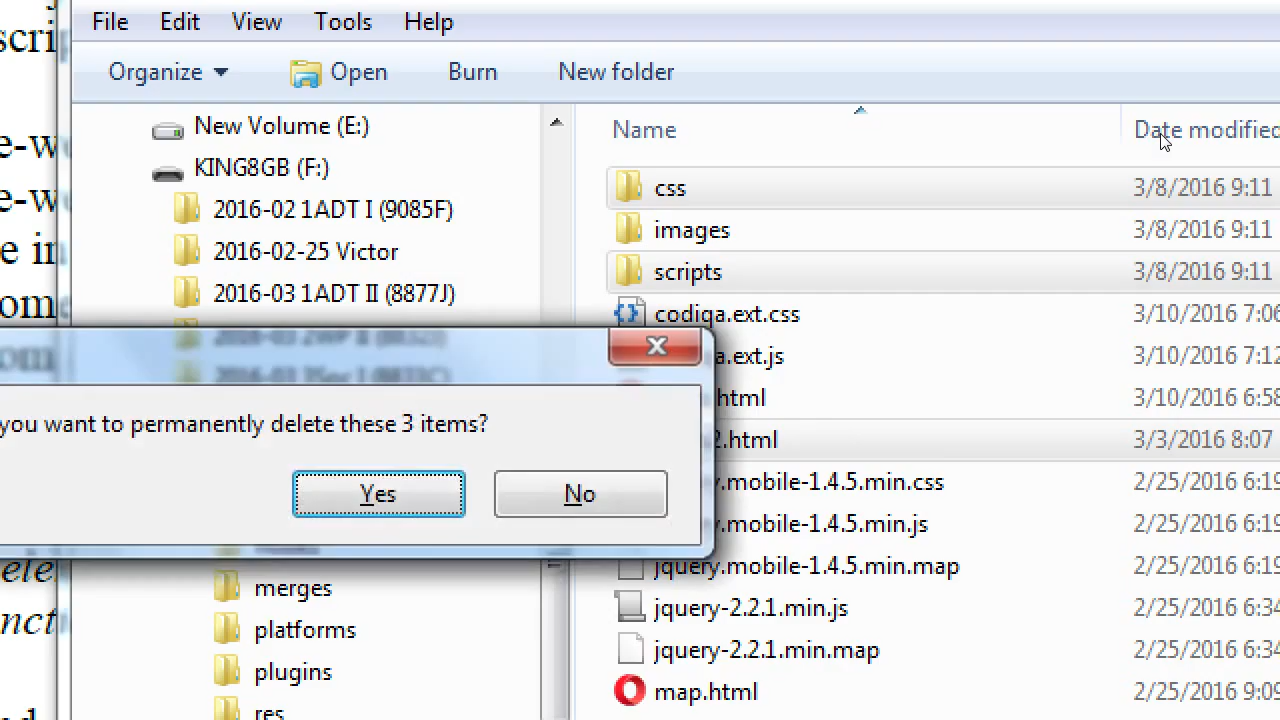 File Edit View Tools Help
scri
Organize Open Burn New folder
New Volume (E:)
KING8GB (F:)
2016-02 1ADT I (9085F)
2016-02-25 Victor
2016-03 1ADT II (8877J)
Name Date modified
css 3/8/2016 9:11
images 3/8/2016 9:11
scripts 3/8/2016 9:11
codiqa.ext.css 3/10/2016 7:06
a.ext.js 3/10/2016 7:12
.html 3/10/2016 6:58
2.html 3/3/2016 8:07
.mobile-1.4.5.min.css 2/25/2016 6:19
.mobile-1.4.5.min.js 2/25/2016 6:19
jquery.mobile-1.4.5.min.map 2/25/2016 6:19
jquery-2.2.1.min.js 2/25/2016 6:34
jquery-2.2.1.min.map 2/25/2016 6:34
map.html 2/25/2016 9:09
you want to permanently delete these 3 items?
Yes No
merges
platforms
plugins
res